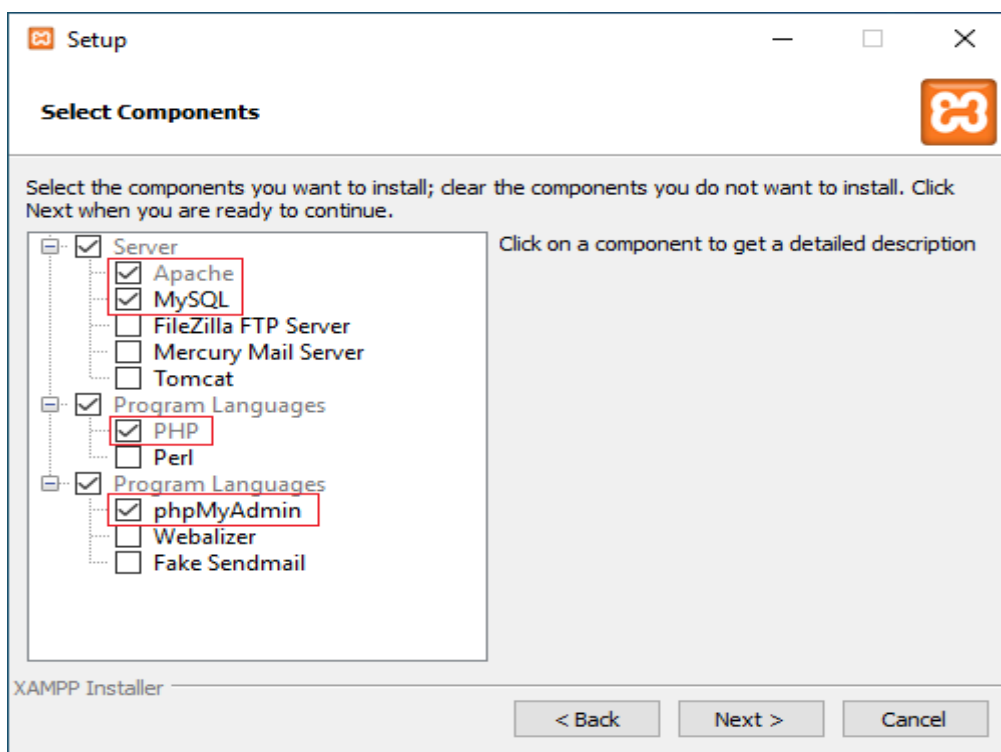 Setup
Select Components
Select the components you want to install; clear the components you do not want to install. Click
Next when you are ready to continue.
Server
Apache
MySQL
FileZilla FTP Server
Mercury Mail Server
Tomcat
Program Languages
PHP
Perl
Program Languages
phpMyAdmin
Webalizer
Fake Sendmail
Click on a component to get a detailed description
XAMPP Installer
< Back
Next >
Cancel